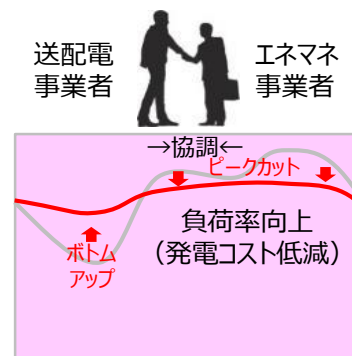 送配電
事業者
エネマネ
事業者
→協調←
ピークカット
ボトム
アップ
負荷率向上
（発電コスト低減）